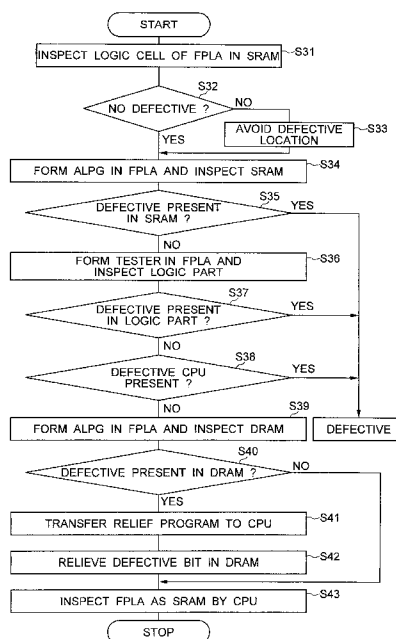 START
INSPECT LOGIC CELL OF FPLA IN SRAM
S31
S32
NO DEFECTIVE ?
NO
YES
AVOID DEFECTIVE
LOCATION
S33
FORM ALPG IN FPLA AND INSPECT SRAM
S34
S35
DEFECTIVE PRESENT
IN SRAM ?
YES
NO
FORM TESTER IN FPLA AND
INSPECT LOGIC PART
S36
S37
DEFECTIVE PRESENT
IN LOGIC PART ?
YES
NO
S38
DEFECTIVE CPU
PRESENT ?
YES
NO
S39
FORM ALPG IN FPLA AND INSPECT DRAM
DEFECTIVE
S40
DEFECTIVE PRESENT IN DRAM ?
NO
YES
TRANSFER RELIEF PROGRAM TO CPU
S41
RELIEVE DEFECTIVE BIT IN DRAM
S42
INSPECT FPLA AS SRAM BY CPU
S43
STOP